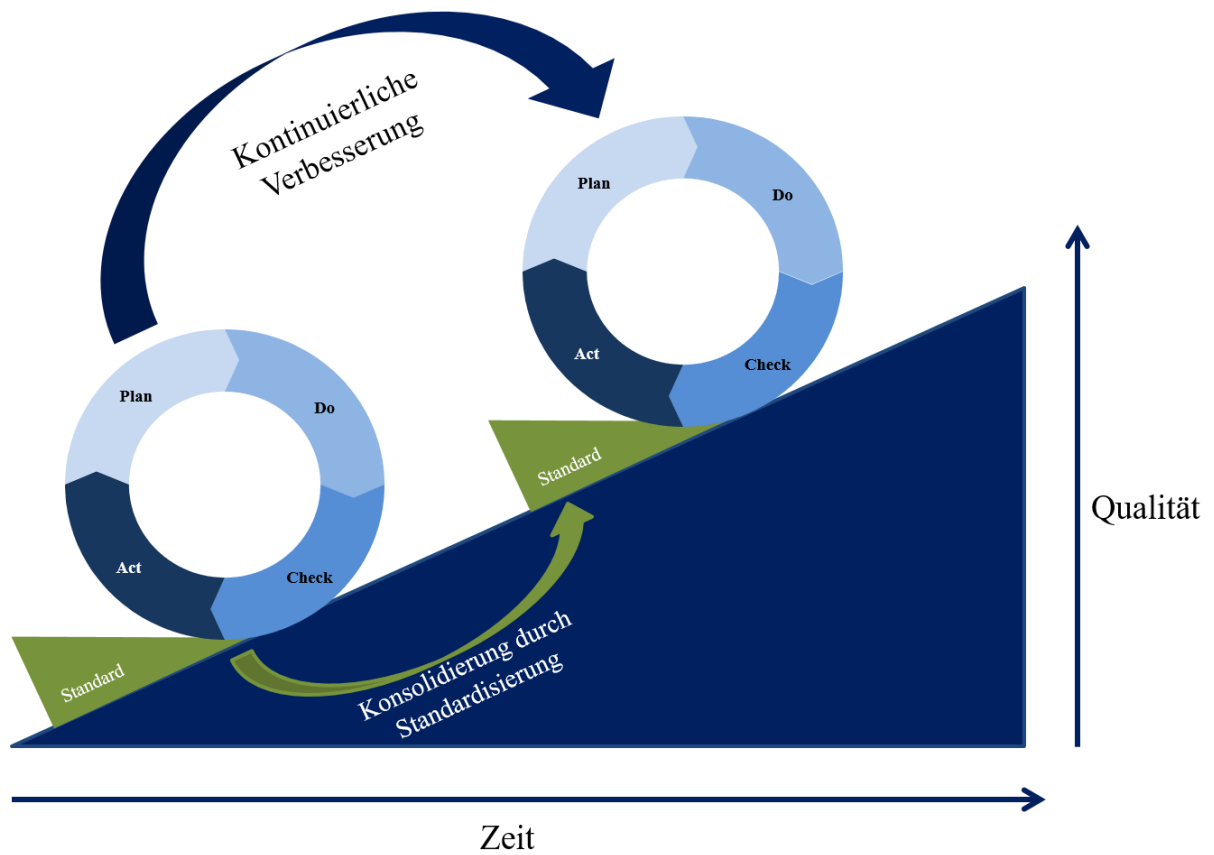 Kontinuierliche
Verbesserung
Plan
Do
Act
Check
Standard
Plan
Do
Act
Check
Standard
Konsolidierung durch
Standardisierung
Qualität
Zeit